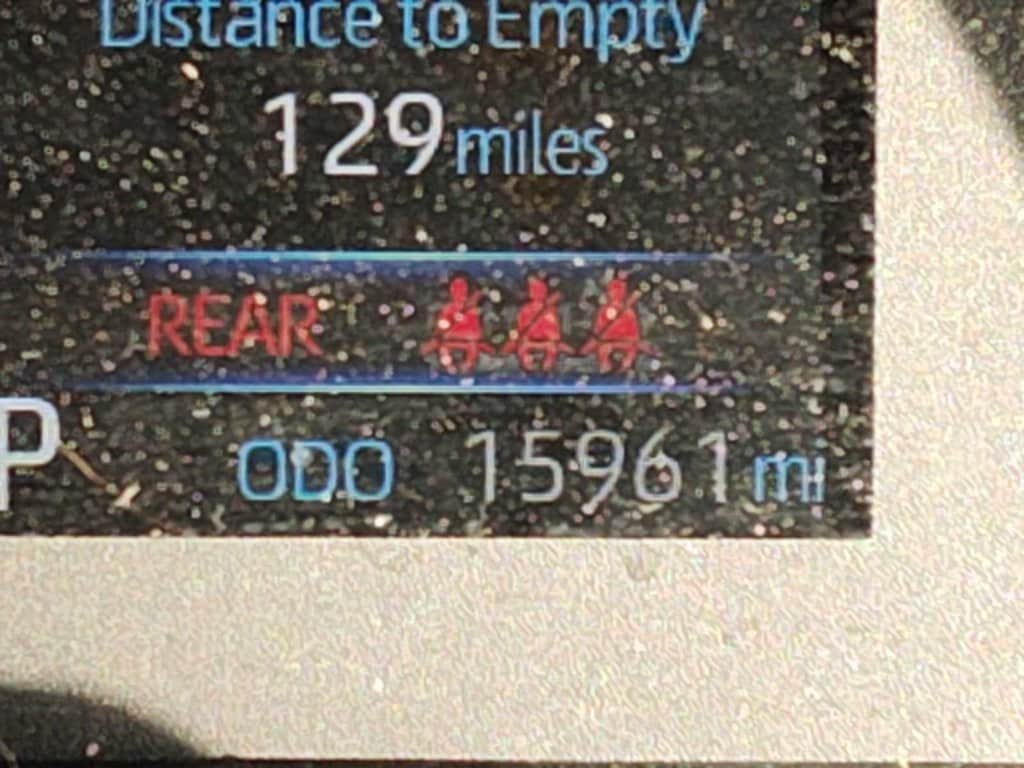 Distance to Empty
129 miles
REAR
P
ODO 15961 mi